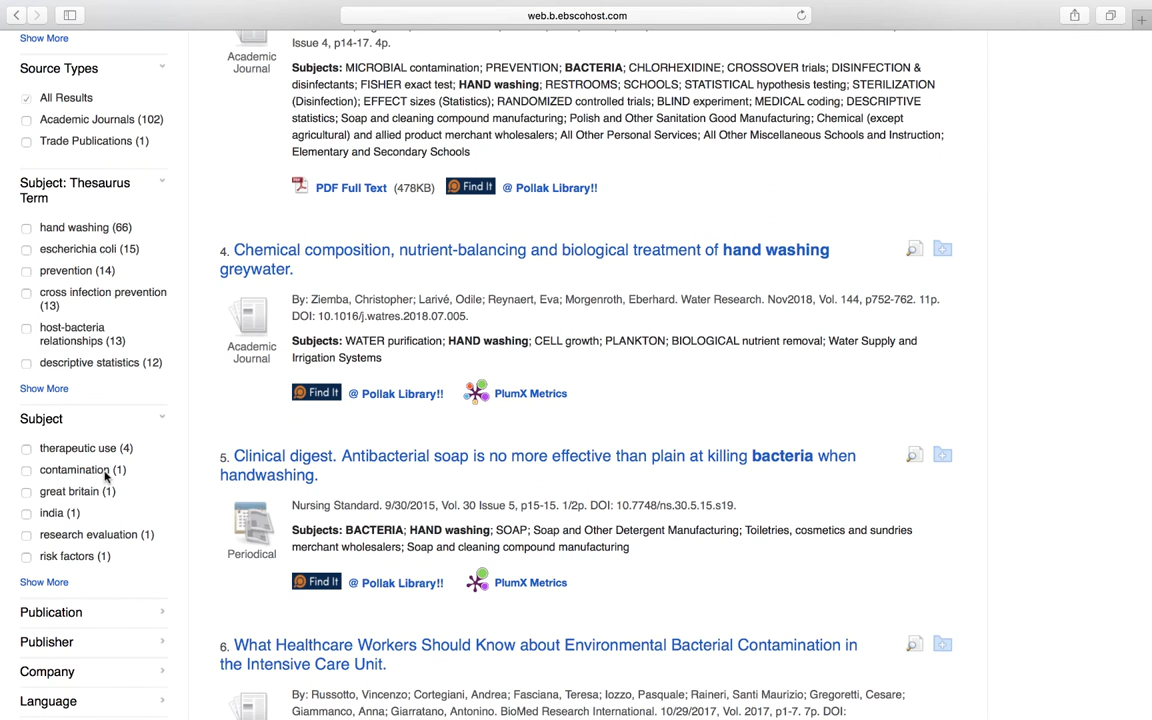 web.b.ebscohost.com
Show More
Source Types
All Results
Academic Journals (102)
Trade Publications (1)
Subject: Thesaurus
Term
hand washing (66)
escherichia coli (15)
prevention (14)
cross infection prevention
(13)
host-bacteria
relationships (13)
descriptive statistics (12)
Show More
Subject
therapeutic use (4)
contamination (1)
great britain (1)
india (1)
research evaluation (1)
risk factors (1)
Show More
Publication
Publisher
Company
Language
Issue 4, p14-17. 4p.
Academic
Journal
Subjects: MICROBIAL contamination; PREVENTION; BACTERIA; CHLORHEXIDINE; CROSSOVER trials; DISINFECTION &
disinfectants; FISHER exact test; HAND washing; RESTROOMS; SCHOOLS; STATISTICAL hypothesis testing; STERILIZATION
(Disinfection); EFFECT sizes (Statistics); RANDOMIZED controlled trials; BLIND experiment; MEDICAL coding; DESCRIPTIVE
statistics; Soap and cleaning compound manufacturing; Polish and Other Sanitation Good Manufacturing; Chemical (except
agricultural) and allied product merchant wholesalers; All Other Personal Services; All Other Miscellaneous Schools and Instruction;
Elementary and Secondary Schools
PDF Full Text (478KB) Find It @ Pollak Library!!
4. Chemical composition, nutrient-balancing and biological treatment of hand washing
greywater.
By: Ziemba, Christopher; Larivé, Odile; Reynaert, Eva; Morgenroth, Eberhard. Water Research. Nov2018, Vol. 144, p752-762. 11p.
DOI: 10.1016/j.watres.2018.07.005.
Academic
Journal
Subjects: WATER purification; HAND washing; CELL growth; PLANKTON; BIOLOGICAL nutrient removal; Water Supply and
Irrigation Systems
Find It @ Pollak Library!! PlumX Metrics
5. Clinical digest. Antibacterial soap is no more effective than plain at killing bacteria when
handwashing.
Nursing Standard. 9/30/2015, Vol. 30 Issue 5, p15-15. 1/2p. DOI: 10.7748/ns.30.5.15.s19.
Periodical
Subjects: BACTERIA; HAND washing; SOAP; Soap and Other Detergent Manufacturing; Toiletries, cosmetics and sundries
merchant wholesalers; Soap and cleaning compound manufacturing
Find It @ Pollak Library!! PlumX Metrics
6. What Healthcare Workers Should Know about Environmental Bacterial Contamination in
the Intensive Care Unit.
By: Russotto, Vincenzo; Cortegiani, Andrea; Fasciana, Teresa; Iozzo, Pasquale; Raineri, Santi Maurizio; Gregoretti, Cesare;
Giammanco, Anna; Giarratano, Antonino. BioMed Research International. 10/29/2017, Vol. 2017, p1-7. 7p. DOI: